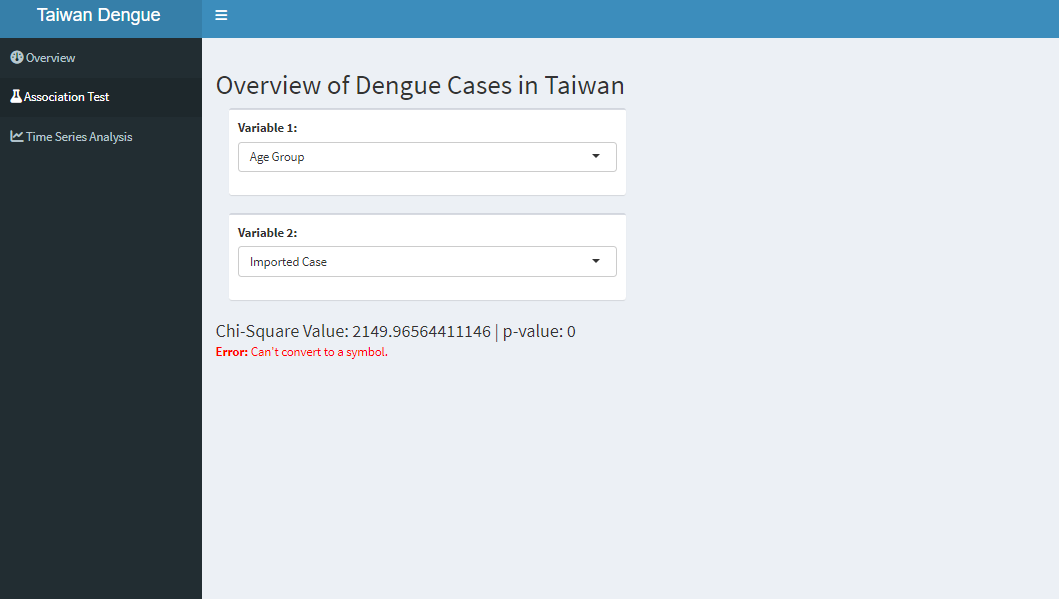 Taiwan Dengue
Overview
Association Test
Time Series Analysis
Overview of Dengue Cases in Taiwan
Variable 1:
Age Group
Variable 2:
Imported Case
Chi-Square Value: 2149.96564411146 | p-value: 0
Error: Can't convert to a symbol.